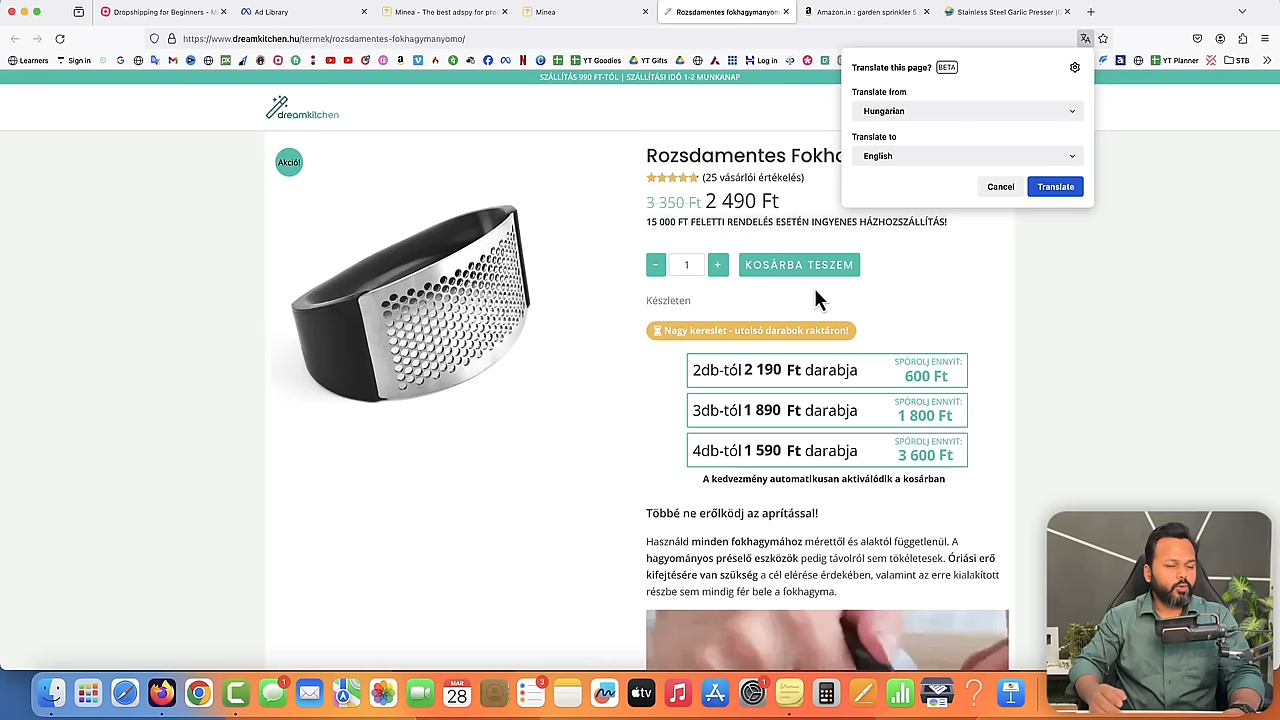 Dropshipping for Beginners - M
Ad Library
Minea - The best adspy for pro
Minea
Rozsdamentes fokhagymanyom
Amazon.in : garden sprinkler 5
Stainless Steel Garlic Presser |
https://www.dreamkitchen.hu/termek/rozsdamentes-fokhagymanyomo/
Learners
Sign in
YT Goodies
YT Gifts
Log in
YT Planner
STB
SZÁLLÍTÁS 990 FT-TÓL | SZÁLLÍTÁSI IDŐ 1-2 MUNKANAP
Translate this page? BETA
Translate from
Hungarian
Translate to
English
Cancel
Translate
dreamkitchen
Akció!
Rozsdamentes Fokh
(25 vásárlói értékelés)
3 350 Ft 2 490 Ft
15 000 FT FELETTI RENDELÉS ESETÉN INGYENES HÁZHOZSZÁLLÍTÁS!
- 1 + KOSÁRBA TESZEM
Készleten
Nagy kereslet - utolsó darabok raktáron!
2db-tól 2 190 Ft darabja
SPÓROLJ ENNYIT:
600 Ft
3db-tól 1 890 Ft darabja
SPÓROLJ ENNYIT:
1 800 Ft
4db-tól 1 590 Ft darabja
SPÓROLJ ENNYIT:
3 600 Ft
A kedvezmény automatikusan aktiválódik a kosárban
Többé ne erőlködj az aprítással!
Használd minden fokhagymához mérettől és alaktól függetlenül. A
hagyományos préselő eszközök pedig távolról sem tökéletesek. Óriási erő
kifejtésére van szükség a cél elérése érdekében, valamint az erre kialakított
részbe sem mindig fér bele a fokhagyma.
1
MAR
28
3
tv
1